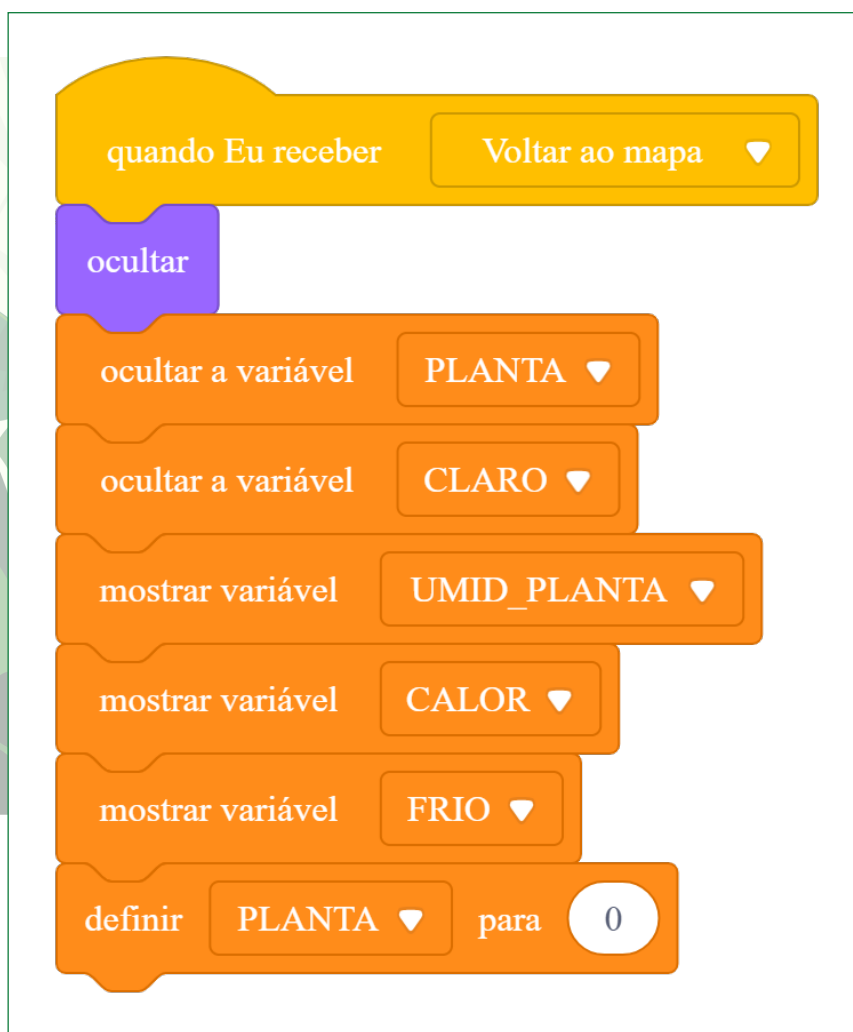 quando Eu receber Voltar ao mapa
ocultar
ocultar a variável PLANTA
ocultar a variável CLARO
mostrar variável UMID_PLANTA
mostrar variável CALOR
mostrar variável FRIO
definir PLANTA para 0